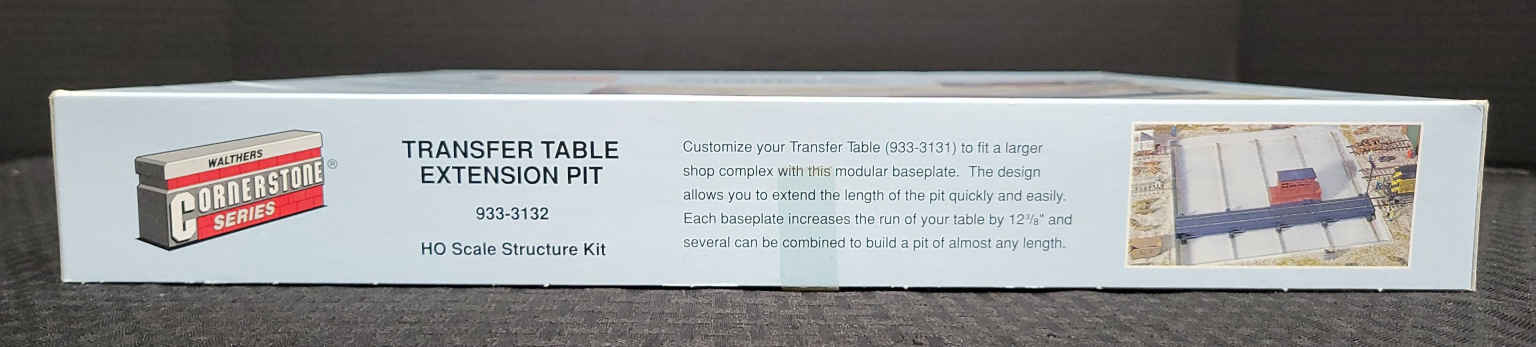 WALTHERS
CORNERSTONE®
SERIES
TRANSFER TABLE
EXTENSION PIT
933-3132
HO Scale Structure Kit
Customize your Transfer Table (933-3131) to fit a larger
shop complex with this modular baseplate. The design
allows you to extend the length of the pit quickly and easily.
Each baseplate increases the run of your table by 12³/₈" and
several can be combined to build a pit of almost any length.